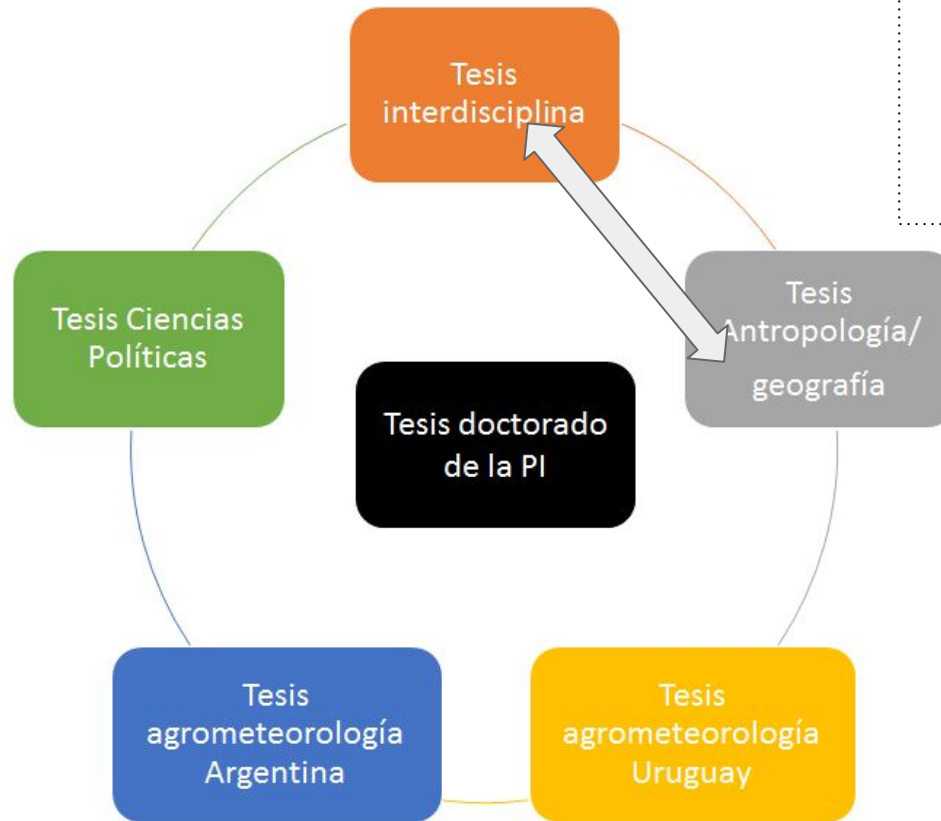 Tesis
interdisciplina
Tesis
Antropología/
geografía
Tesis Ciencias
Políticas
Tesis doctorado
de la PI
Tesis
agrometeorología
Argentina
Tesis
agrometeorología
Uruguay